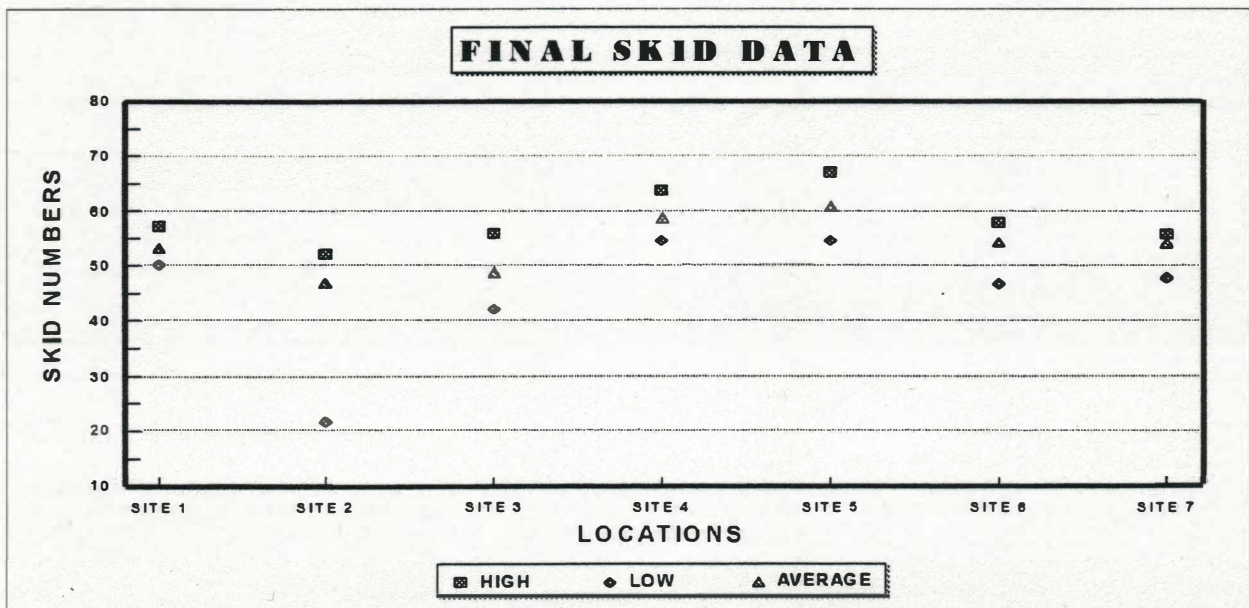 FINAL SKID DATA
80
70
60
50
40
30
20
10
SKID NUMBERS
SITE 1 SITE 2 SITE 3 SITE 4 SITE 5 SITE 6 SITE 7
LOCATIONS
HIGH LOW AVERAGE